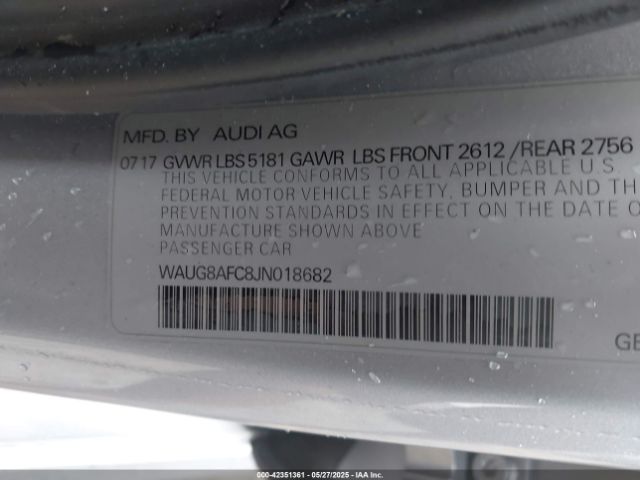 MFD. BY AUDI AG
07 17 GVWR LBS 5181 GAWR LBS FRONT 2612 /REAR 2756
THIS VEHICLE CONFORMS TO ALL APPLICABLE U.S.
FEDERAL MOTOR VEHICLE SAFETY, BUMPER AND TH
PREVENTION STANDARDS IN EFFECT ON THE DATE O
MANUFACTURE SHOWN ABOVE
PASSENGER CAR
WAUG8AFC8JN018682
GE
000-42351361 - 05/27/2025 - IAA Inc.